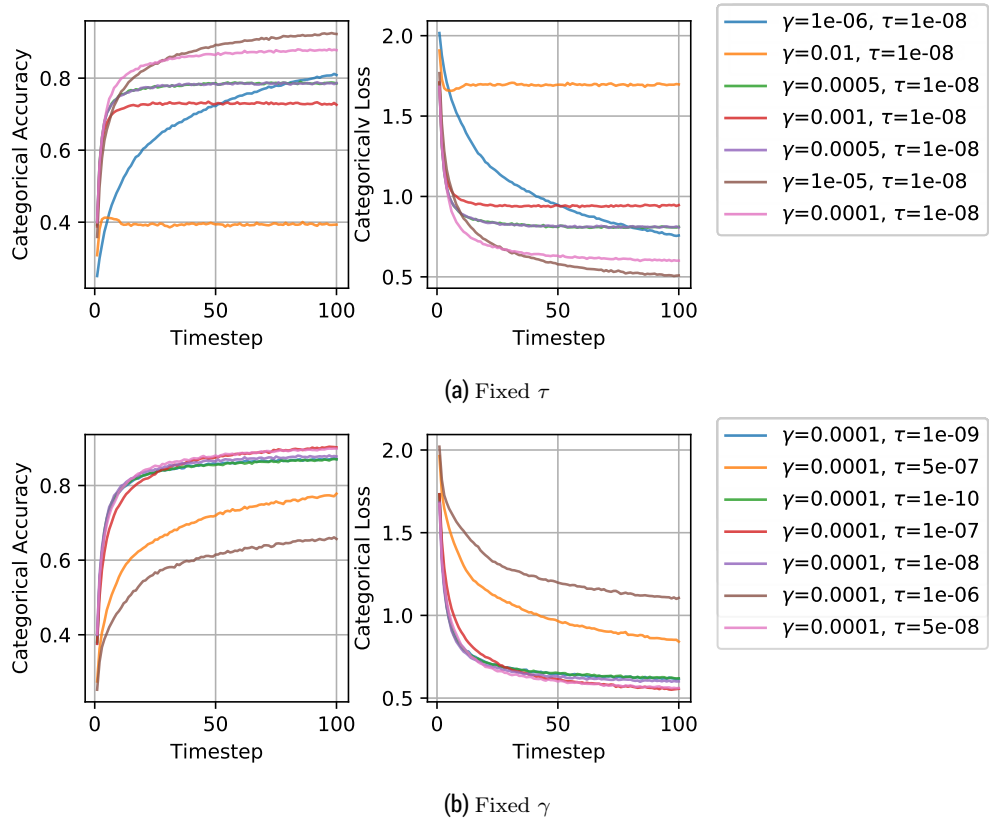 Categorical Accuracy
0.8
0.6
0.4
0
50
100
Timestep
Categoricalv Loss
2.0
1.5
1.0
0.5
0
50
100
Timestep
γ=1e-06, τ=1e-08
γ=0.01, τ=1e-08
γ=0.0005, τ=1e-08
γ=0.001, τ=1e-08
γ=0.0005, τ=1e-08
γ=1e-05, τ=1e-08
γ=0.0001, τ=1e-08
(a) Fixed τ
Categorical Accuracy
0.8
0.6
0.4
0
50
100
Timestep
Categorical Loss
2.0
1.5
1.0
0.5
0
50
100
Timestep
γ=0.0001, τ=1e-09
γ=0.0001, τ=5e-07
γ=0.0001, τ=1e-10
γ=0.0001, τ=1e-07
γ=0.0001, τ=1e-08
γ=0.0001, τ=1e-06
γ=0.0001, τ=5e-08
(b) Fixed γ